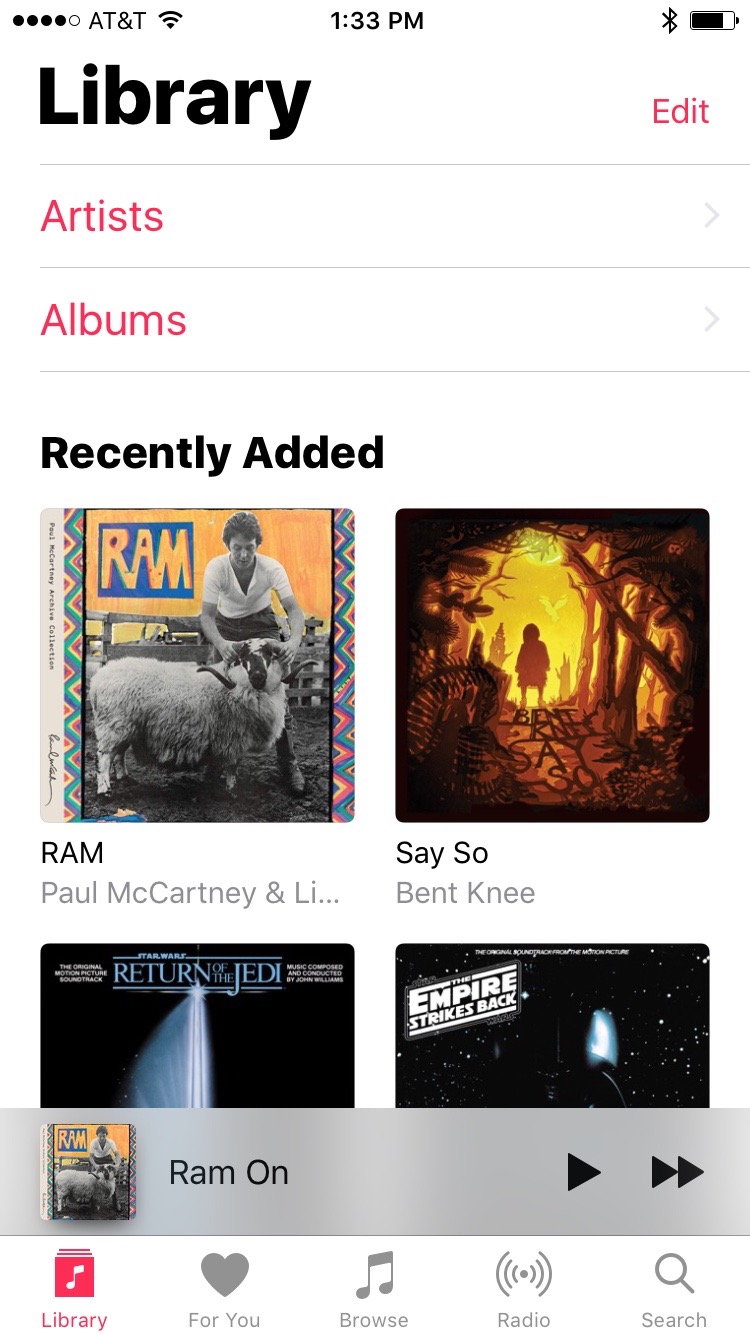 AT&T
1:33 PM
Library
Edit
Artists
Albums
Recently Added
Paul McCartney Archive Collection
RAM
BENT
KNEE
SAY
SO
RAM
Say So
Paul McCartney & Li...
Bent Knee
THE ORIGINAL
MOTION PICTURE
SOUNDTRACK
STAR WARS
RETURN OF THE JEDI
MUSIC COMPOSED
AND CONDUCTED
BY JOHN WILLIAMS
THE ORIGINAL SOUNDTRACK FROM THE MOTION PICTURE
STAR
THE
EMPIRE
STRIKES BACK
WARS
RAM
Ram On
Library
For You
Browse
Radio
Search